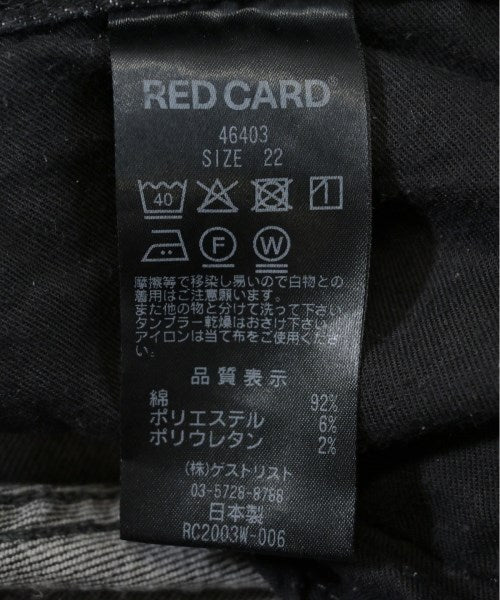 RED CARD®
46403
SIZE 22
40
F W
摩擦等で移染し易いので白物との
着用はご注意願います。
また他の物と分けて洗って下さい
タンブラー乾燥はおさけ下さい。
アイロンは当て布をご使用くださ
い。
品質表示
綿 92%
ポリエステル 6%
ポリウレタン 2%
(株)ゲストリスト
03-5728-8788
日本製
RC2003W-006